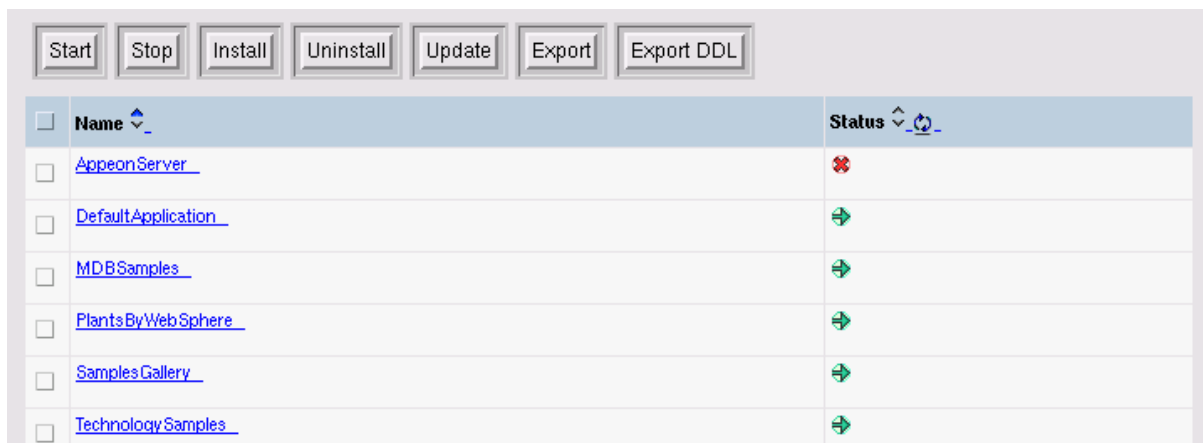 Start Stop Install Uninstall Update Export Export DDL
Name Status
AppeonServer
DefaultApplication
MDBSamples
PlantsByWebSphere
SamplesGallery
TechnologySamples